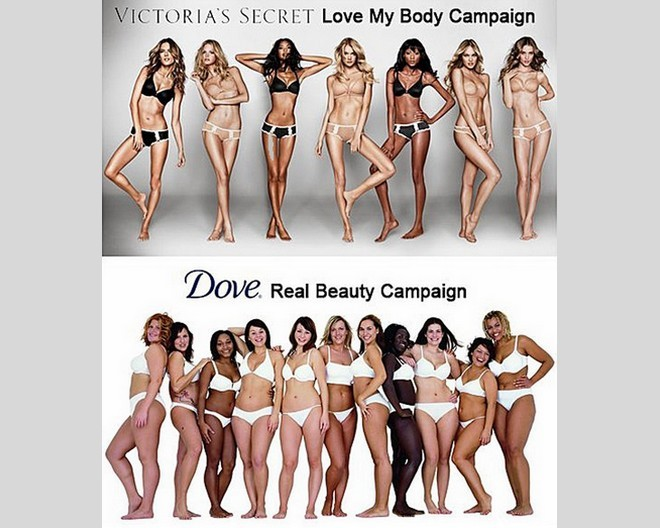 VICTORIA'S SECRET Love My Body Campaign
Dove. Real Beauty Campaign